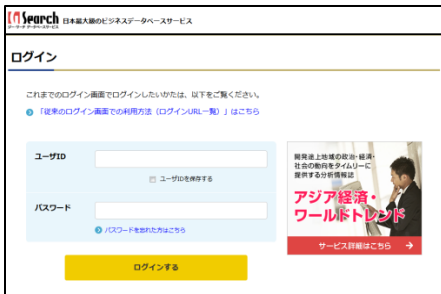 Search 日本最大級のビジネスデータベースサービス
ジー・サーチ データベースサービス
ログイン
これまでのログイン画面でログインしたいかたは、以下をご覧ください。
「従来のログイン画面での利用方法（ログインURL一覧）」はこちら
ユーザID
ユーザIDを保存する
パスワード
パスワードを忘れた方はこちら
ログインする
開発途上地域の政治・経済・
社会の動向をタイムリーに
提供する分析情報誌
アジア経済・
ワールドトレンド
サービス詳細はこちら